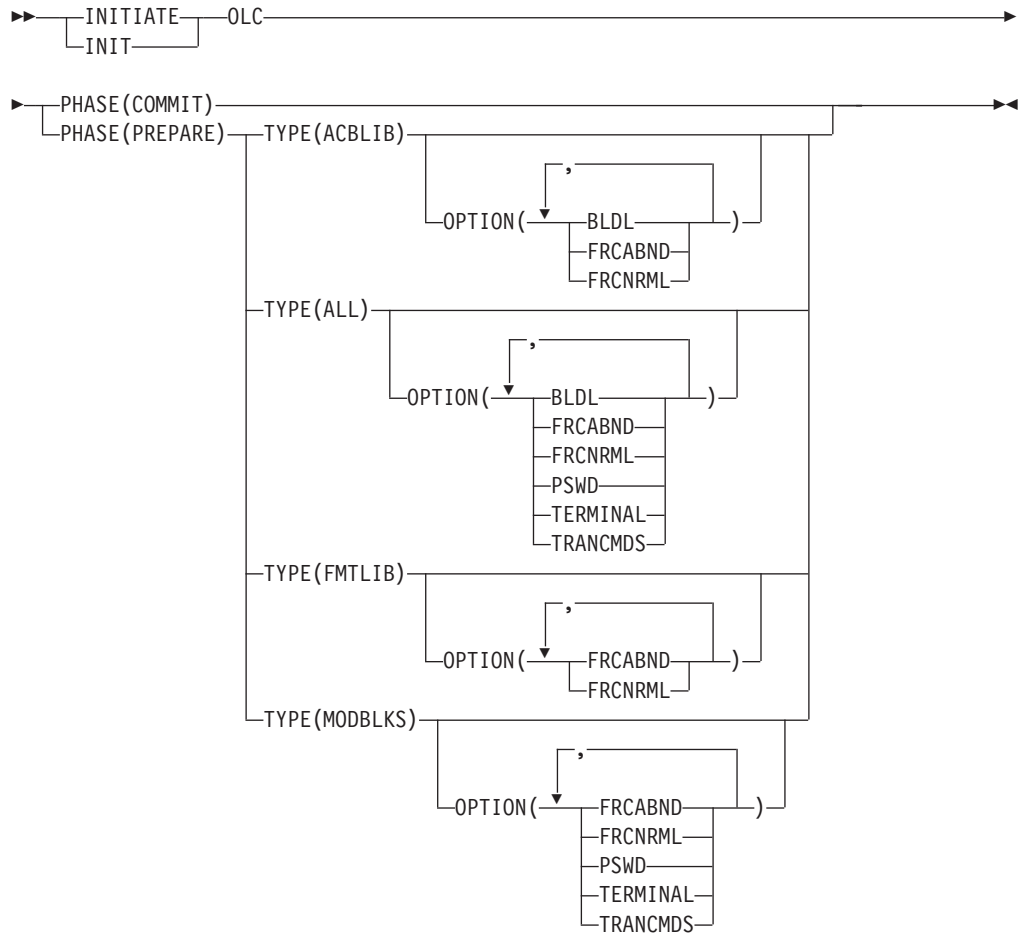 INITIATE OLC
INIT
PHASE(COMMIT)
PHASE(PREPARE) TYPE(ACBLIB)
,
OPTION( BLDL )
FRCABND
FRCNRML
TYPE(ALL)
,
OPTION( BLDL )
FRCABND
FRCNRML
PSWD
TERMINAL
TRANCMDS
TYPE(FMTLIB)
,
OPTION( FRCABND )
FRCNRML
TYPE(MODBLKS)
,
OPTION( FRCABND )
FRCNRML
PSWD
TERMINAL
TRANCMDS